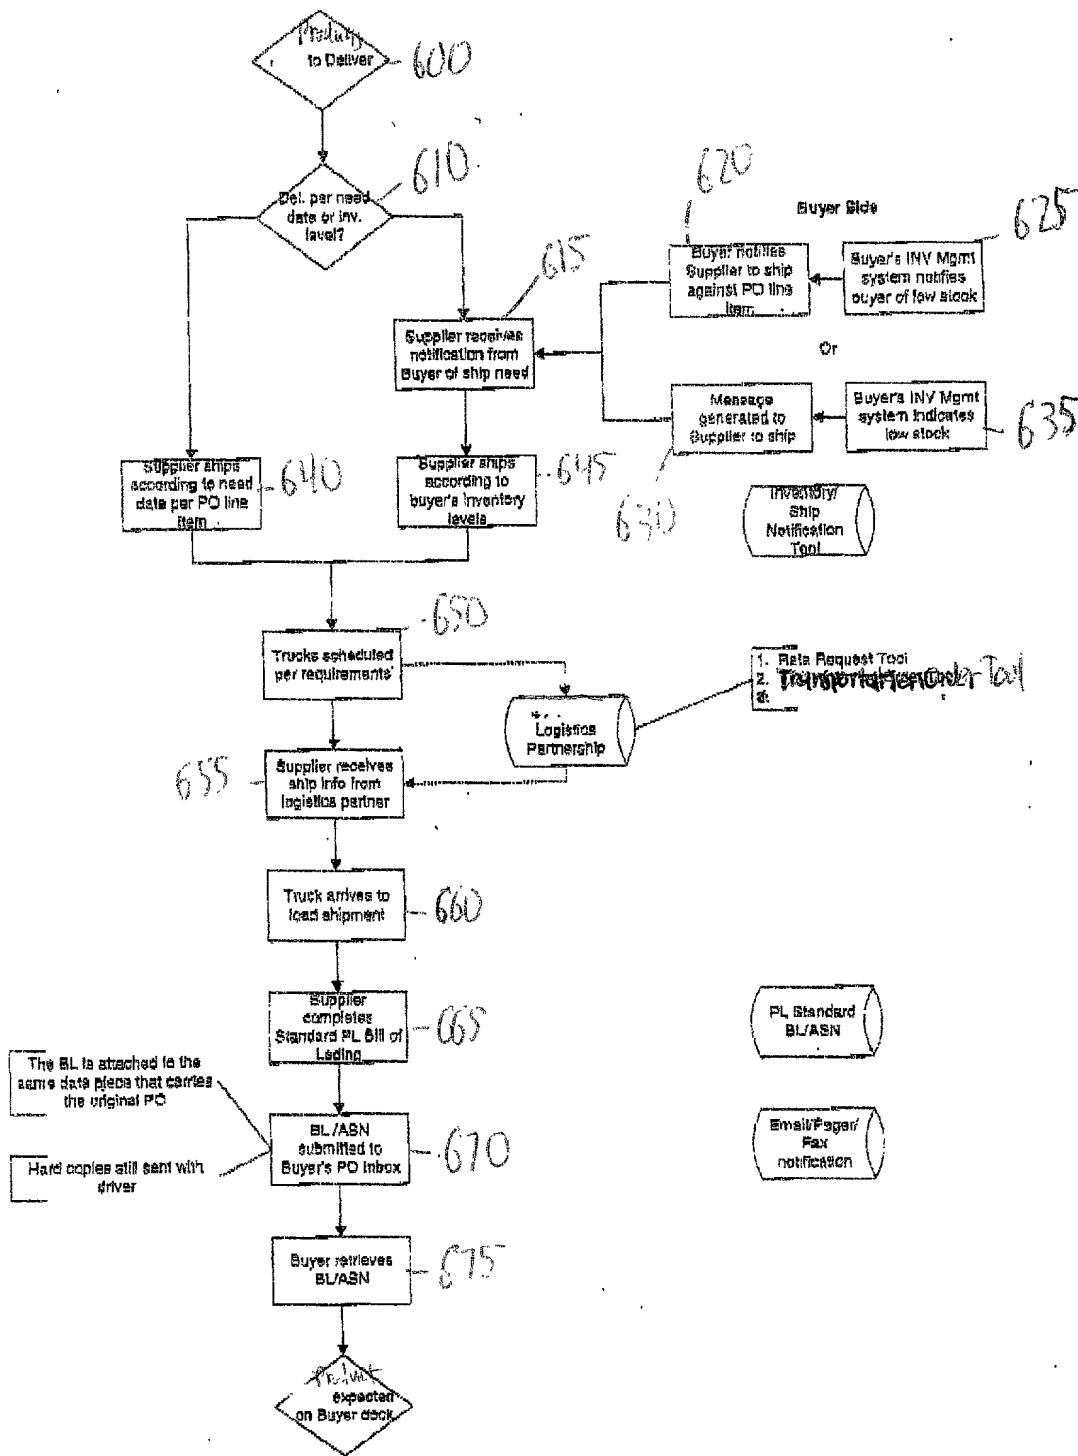 to Deliver
600
Del. per need
date or inv.
level?
610
620
Buyer Side
625
Buyer notifies
Supplier to ship
against PO line
item
Buyer's INV Mgmt
system notifies
buyer of low stock
615
Supplier receives
notification from
Buyer of ship need
Or
Message
generated to
Supplier to ship
Buyer's INV Mgmt
system indicates
low stock
635
630
Supplier ships
according to need
date per PO line
item
640
Supplier ships
according to
buyer's inventory
levels
645
Inventory/
Ship
Notification
Tool
650
Trucks scheduled
per requirements
1. Rate Request Tool
2. Transportation Order Tool
3.
Logistics
Partnership
655
Supplier receives
ship info from
logistics partner
Truck arrives to
load shipment
660
Supplier
completes
Standard PL Bill of
Lading
665
PL Standard
BL/ASN
The BL is attached to the
same data piece that carries
the original PO
Hard copies still sent with
driver
BL/ASN
submitted to
Buyer's PO Inbox
670
Email/Pager/
Fax
notification
Buyer retrieves
BL/ASN
675
Product
expected
on Buyer dock